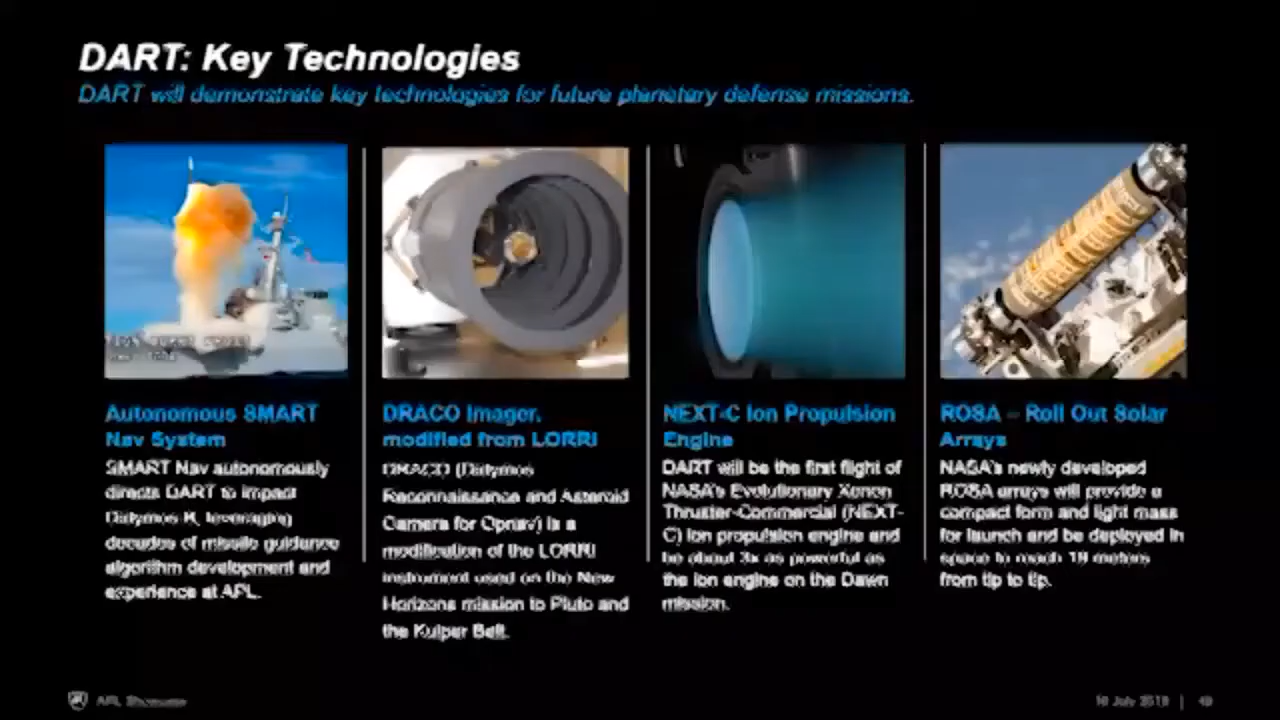 DART: Key Technologies
DART will demonstrate key technologies for future planetary defense missions.
Autonomous SMART
Nav System
SMART Nav autonomously
directs DART to impact
Didymos B, leveraging
decades of missile guidance
algorithm development and
experience at APL.
DRACO Imager,
modified from LORRI
DRACO (Didymos
Reconnaissance and Asteroid
Camera for Opnav) is a
modification of the LORRI
instrument used on the New
Horizons mission to Pluto and
the Kuiper Belt.
NEXT-C Ion Propulsion
Engine
DART will be the first flight of
NASA's Evolutionary Xenon
Thruster-Commercial (NEXT-
C) ion propulsion engine and
be about 3x as powerful as
the ion engine on the Dawn
mission.
ROSA – Roll Out Solar
Arrays
NASA's newly developed
ROSA arrays will provide a
compact form and light mass
for launch and be deployed in
space to reach 18 meters
from tip to tip.
APL
July